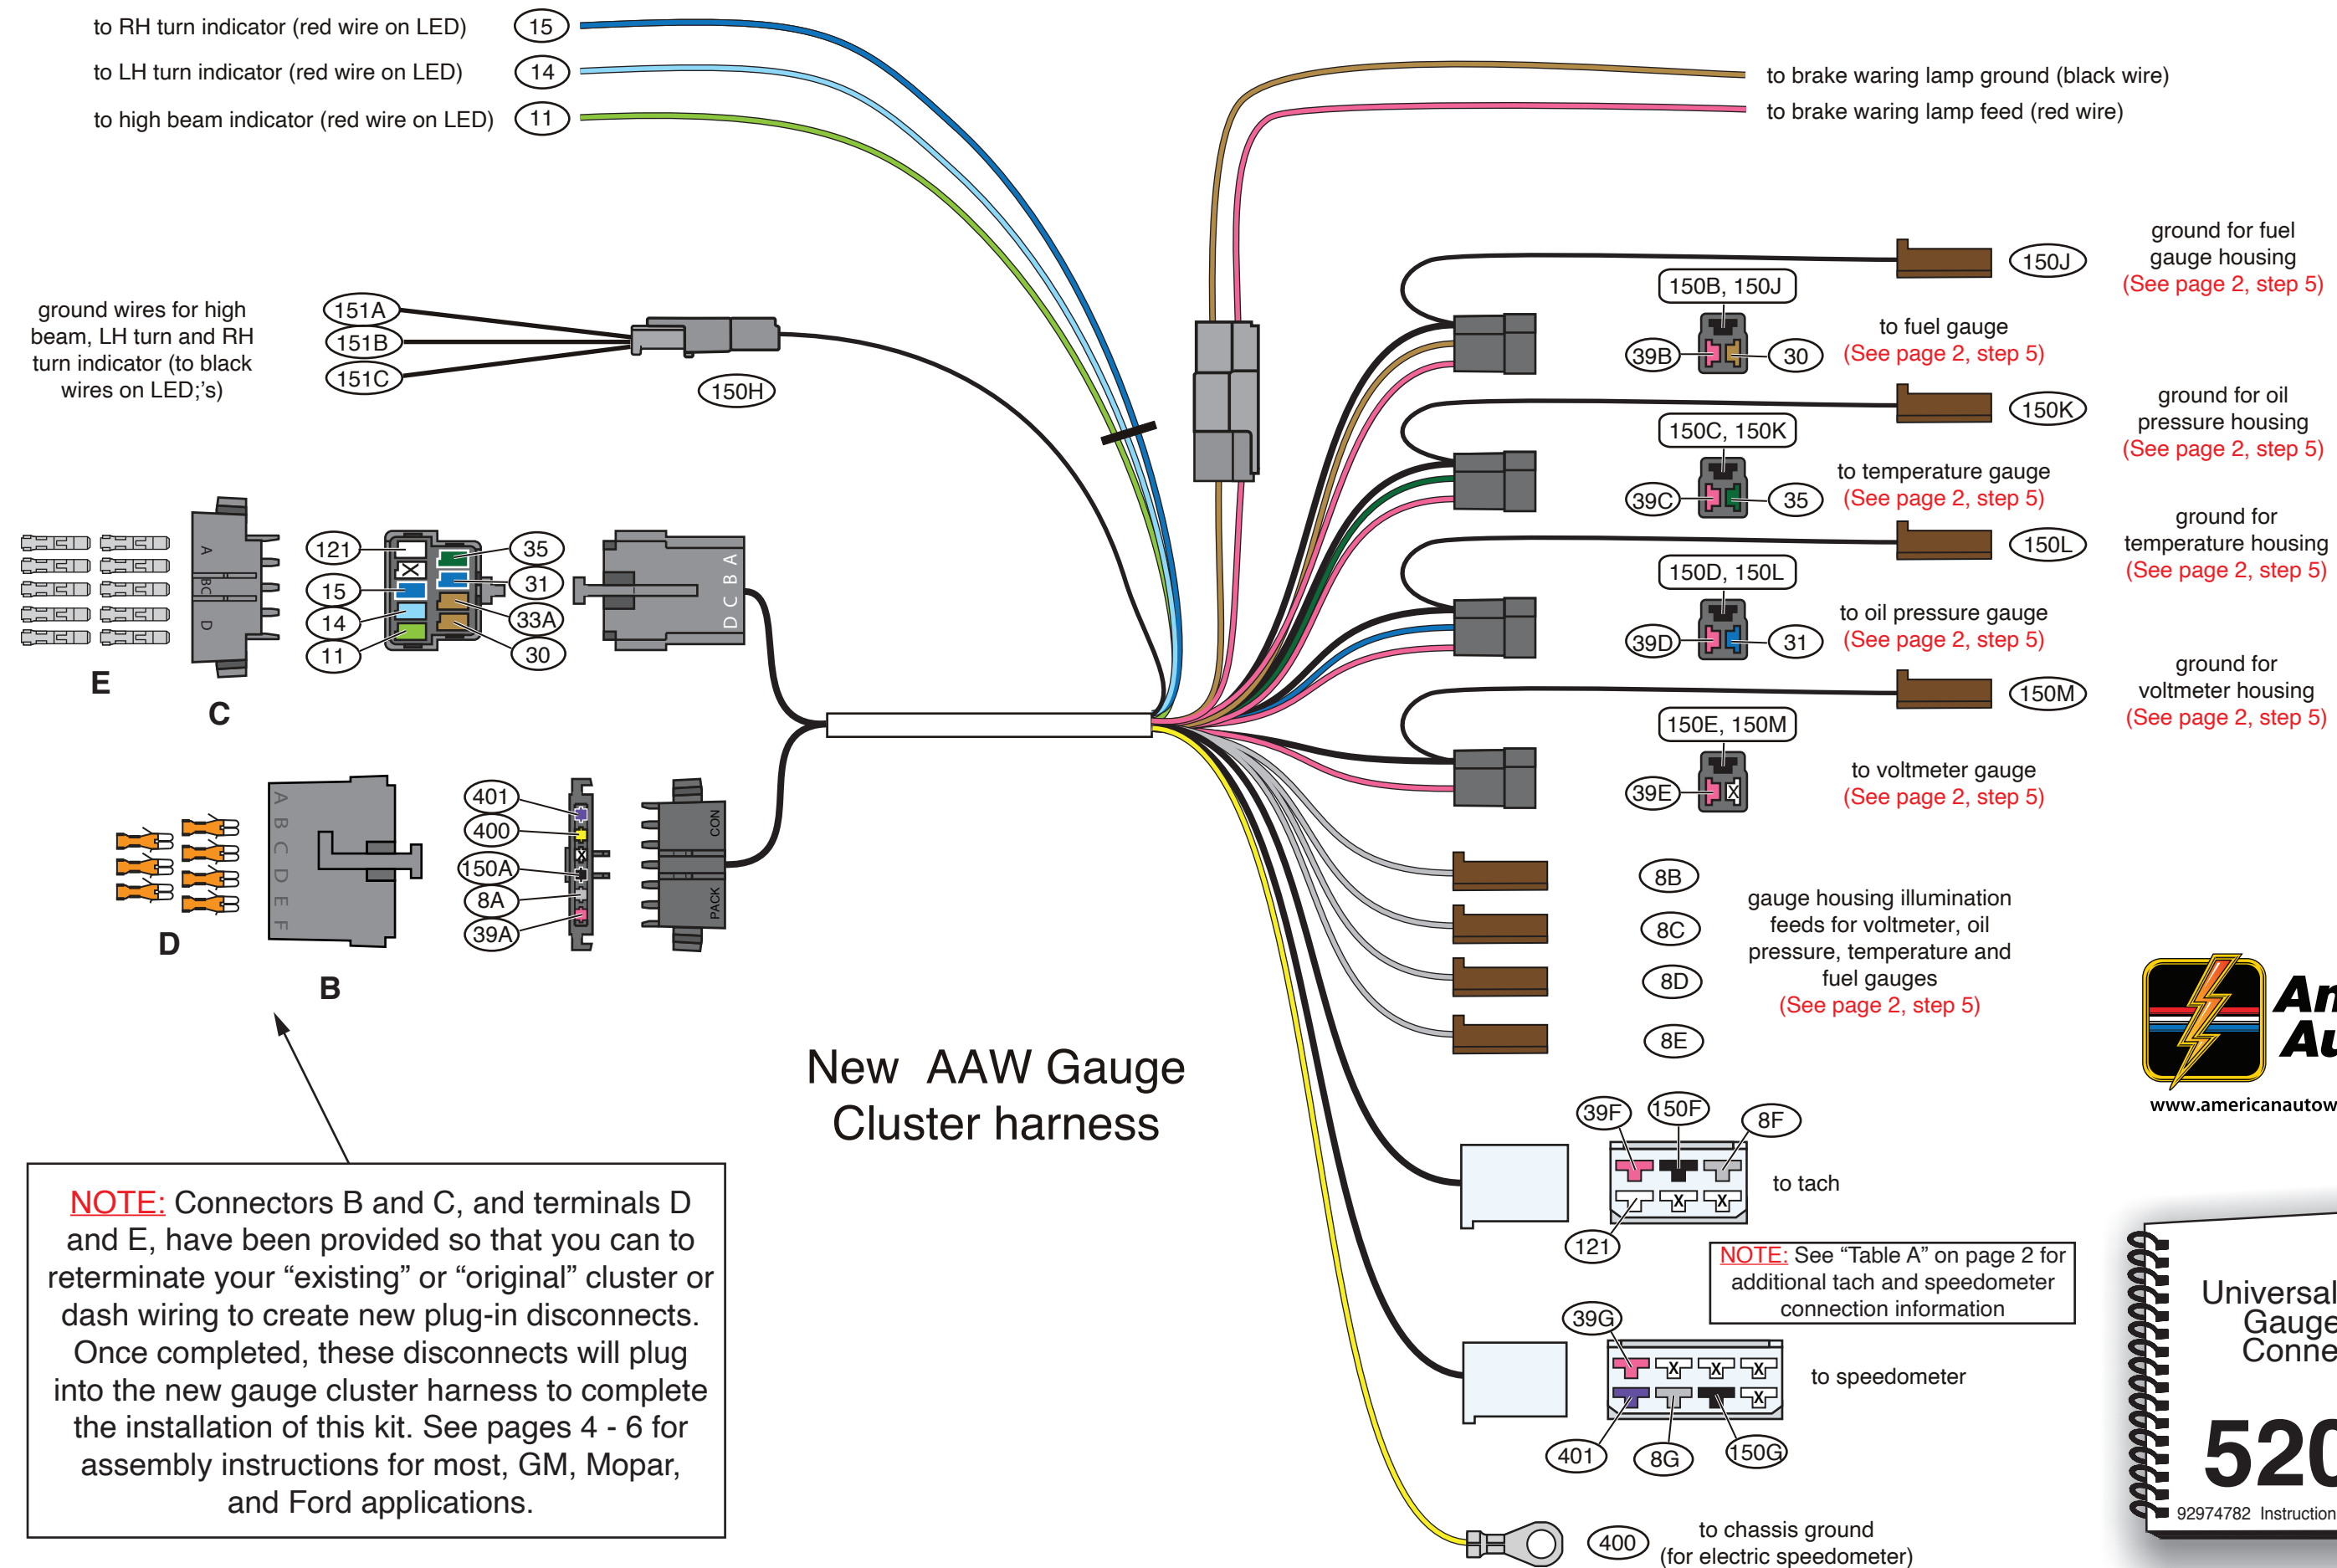 to RH turn indicator (red wire on LED)
15
to LH turn indicator (red wire on LED)
14
to high beam indicator (red wire on LED)
11
to brake waring lamp ground (black wire)
to brake waring lamp feed (red wire)
ground wires for high
beam, LH turn and RH
turn indicator (to black
wires on LED;'s)
151A
151B
151C
150H
150J
ground for fuel
gauge housing
(See page 2, step 5)
150B, 150J
39B
30
to fuel gauge
(See page 2, step 5)
150K
ground for oil
pressure housing
(See page 2, step 5)
150C, 150K
39C
35
to temperature gauge
(See page 2, step 5)
150L
ground for
temperature housing
(See page 2, step 5)
150D, 150L
39D
31
to oil pressure gauge
(See page 2, step 5)
150M
ground for
voltmeter housing
(See page 2, step 5)
150E, 150M
39E
X
to voltmeter gauge
(See page 2, step 5)
E
A
BC
D
C
121
X
15
14
11
35
31
33A
30
D C B A
D
A B C D E F
B
401
400
X
150A
8A
39A
CON
PACK
8B
8C
8D
8E
gauge housing illumination
feeds for voltmeter, oil
pressure, temperature and
fuel gauges
(See page 2, step 5)
New AAW Gauge
Cluster harness
39F
150F
8F
X X
121
to tach
NOTE: See “Table A” on page 2 for
additional tach and speedometer
connection information
39G
X X X
X
401
8G
150G
to speedometer
400
to chassis ground
(for electric speedometer)
NOTE: Connectors B and C, and terminals D
and E, have been provided so that you can to
reterminate your “existing” or “original” cluster or
dash wiring to create new plug-in disconnects.
Once completed, these disconnects will plug
into the new gauge cluster harness to complete
the installation of this kit. See pages 4 - 6 for
assembly instructions for most, GM, Mopar,
and Ford applications.
Universal
Gauge
520
92974782 Instruction